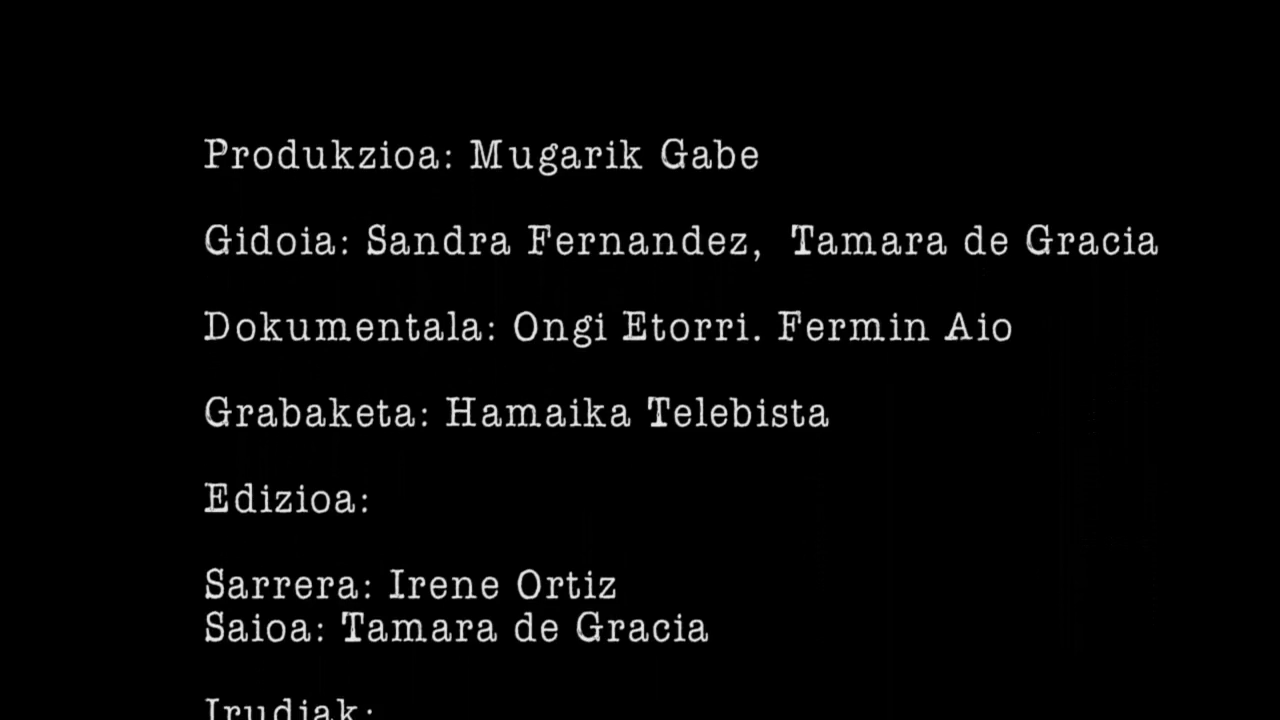 Produkzioa: Mugarik Gabe
Gidoia: Sandra Fernandez, Tamara de Gracia
Dokumentala: Ongi Etorri. Fermin Aio
Grabaketa: Hamaika Telebista
Edizioa:
Sarrera: Irene Ortiz
Saioa: Tamara de Gracia
Irudiak: